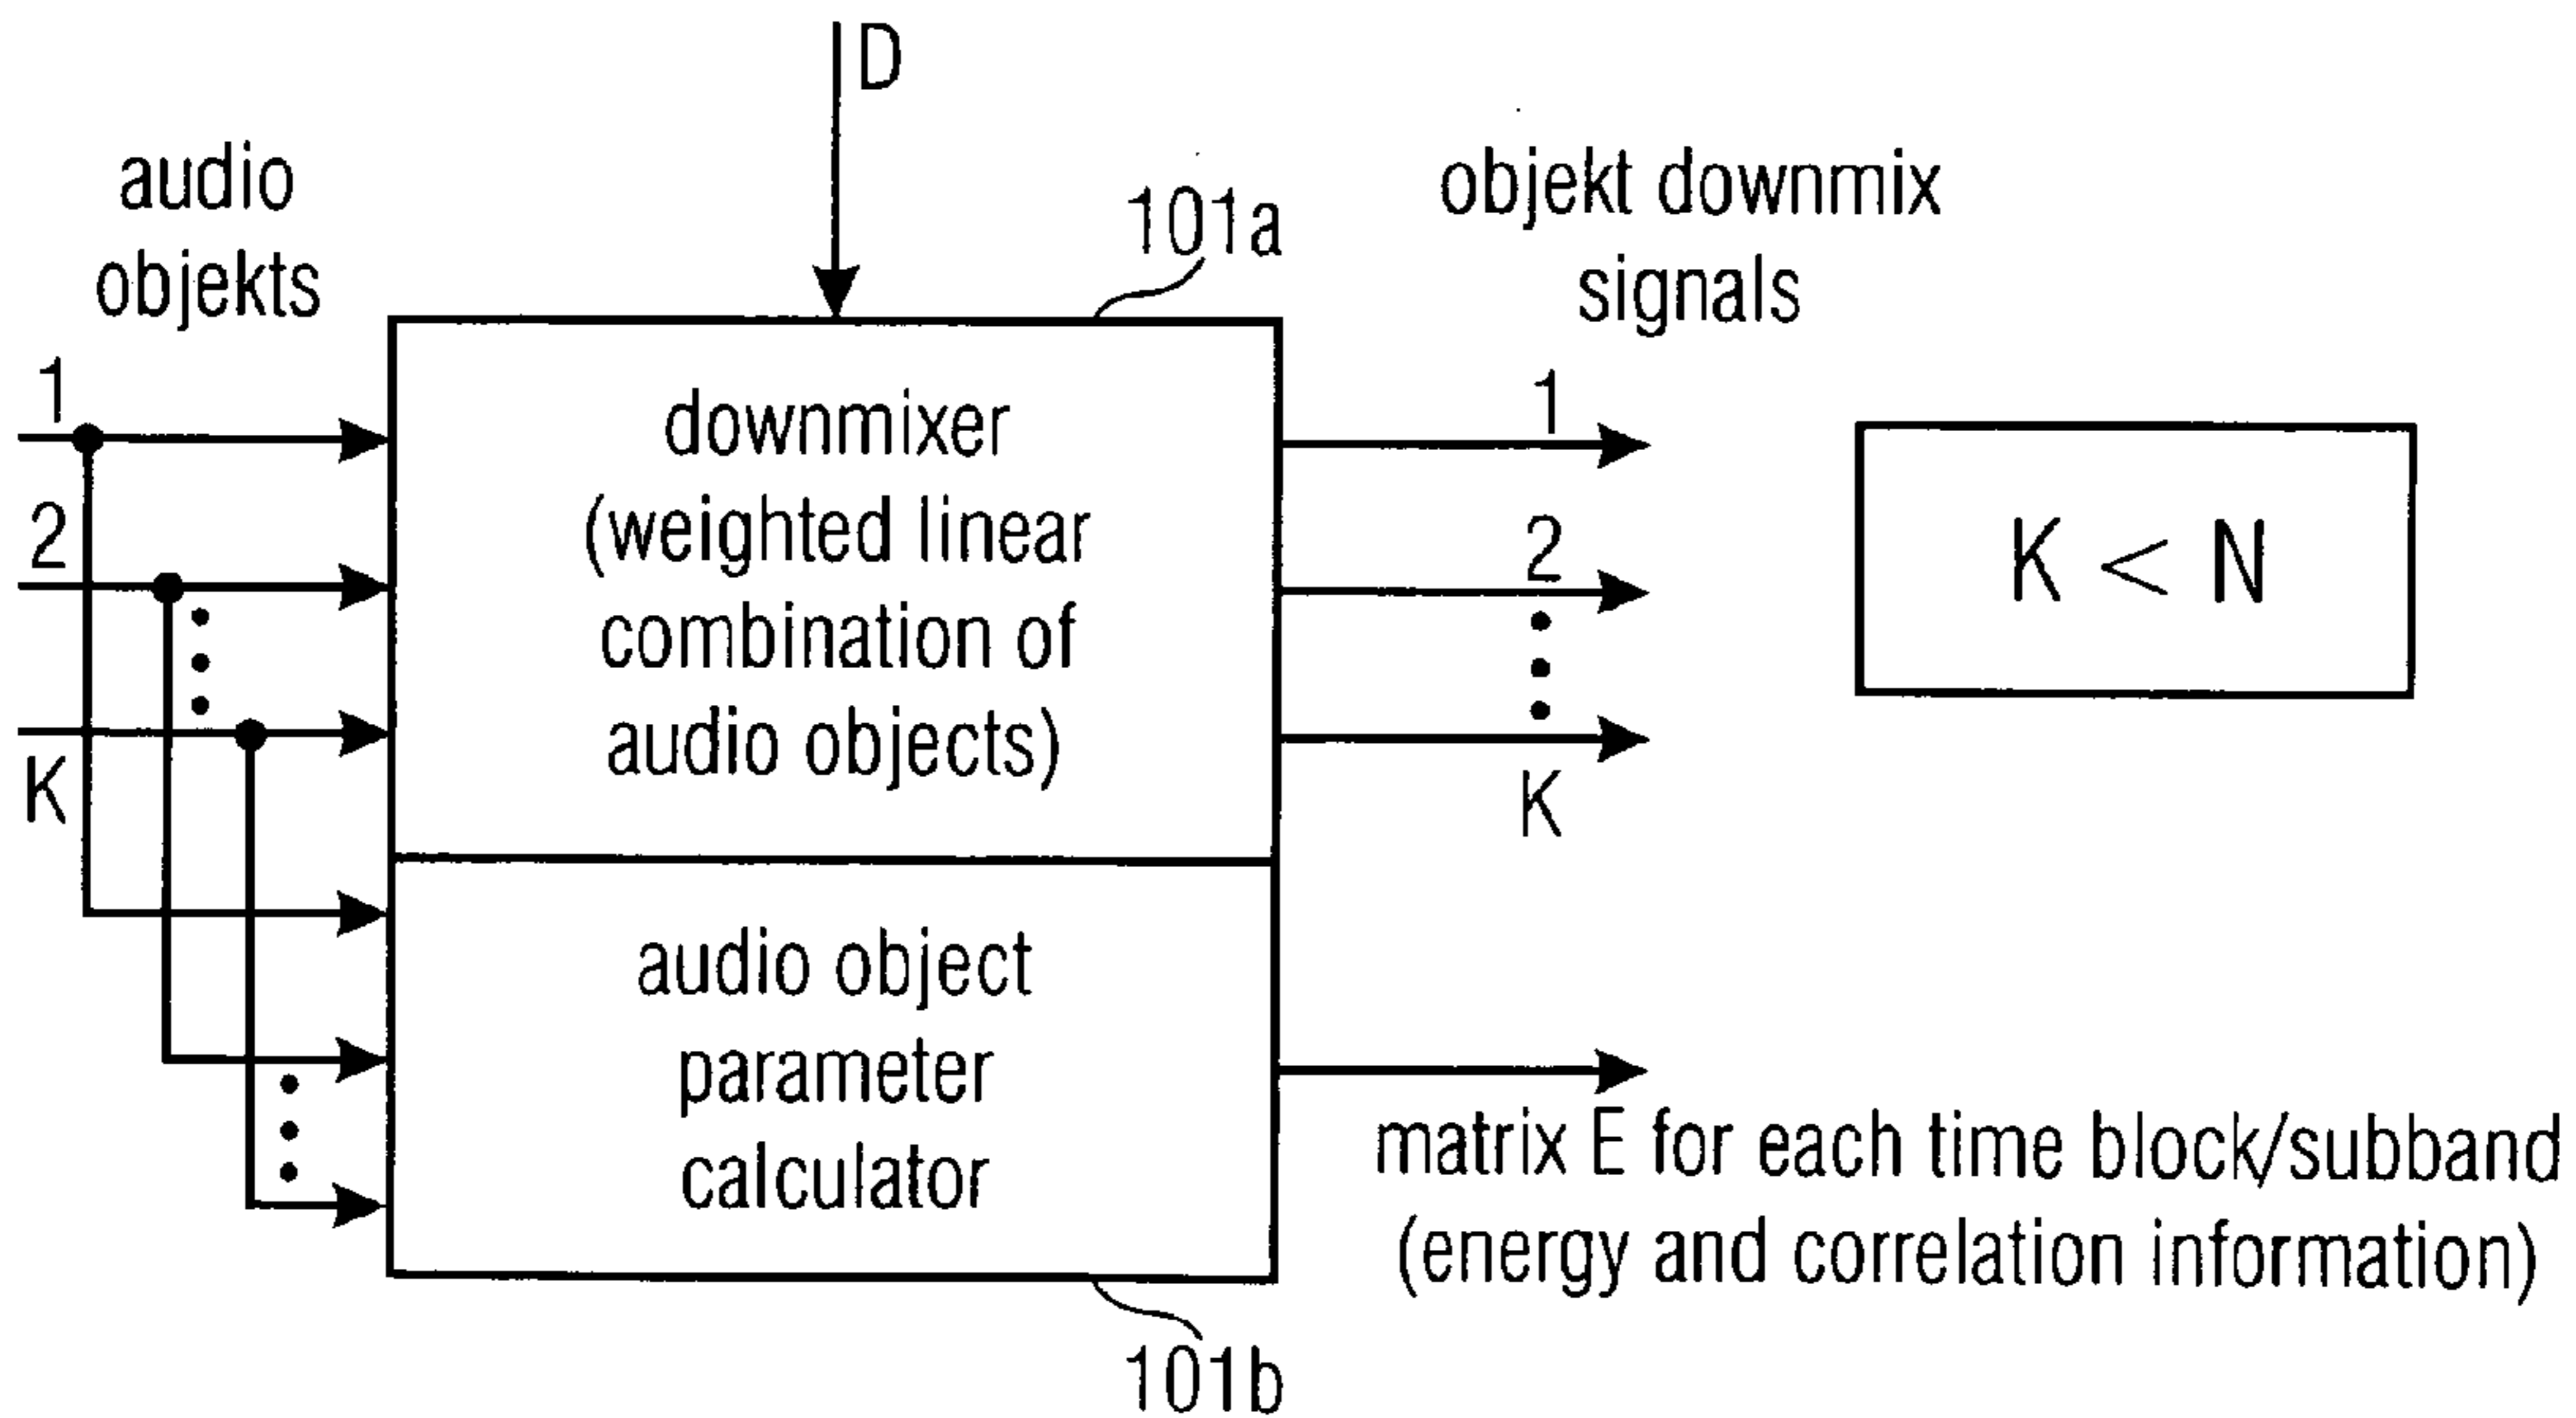 D
101a
audio
objekts
1
2
K
downmixer
(weighted linear
combination of
audio objects)
audio object
parameter
calculator
objekt downmix
signals
1
2
K
K < N
matrix E for each time block/subband
(energy and correlation information)
101b